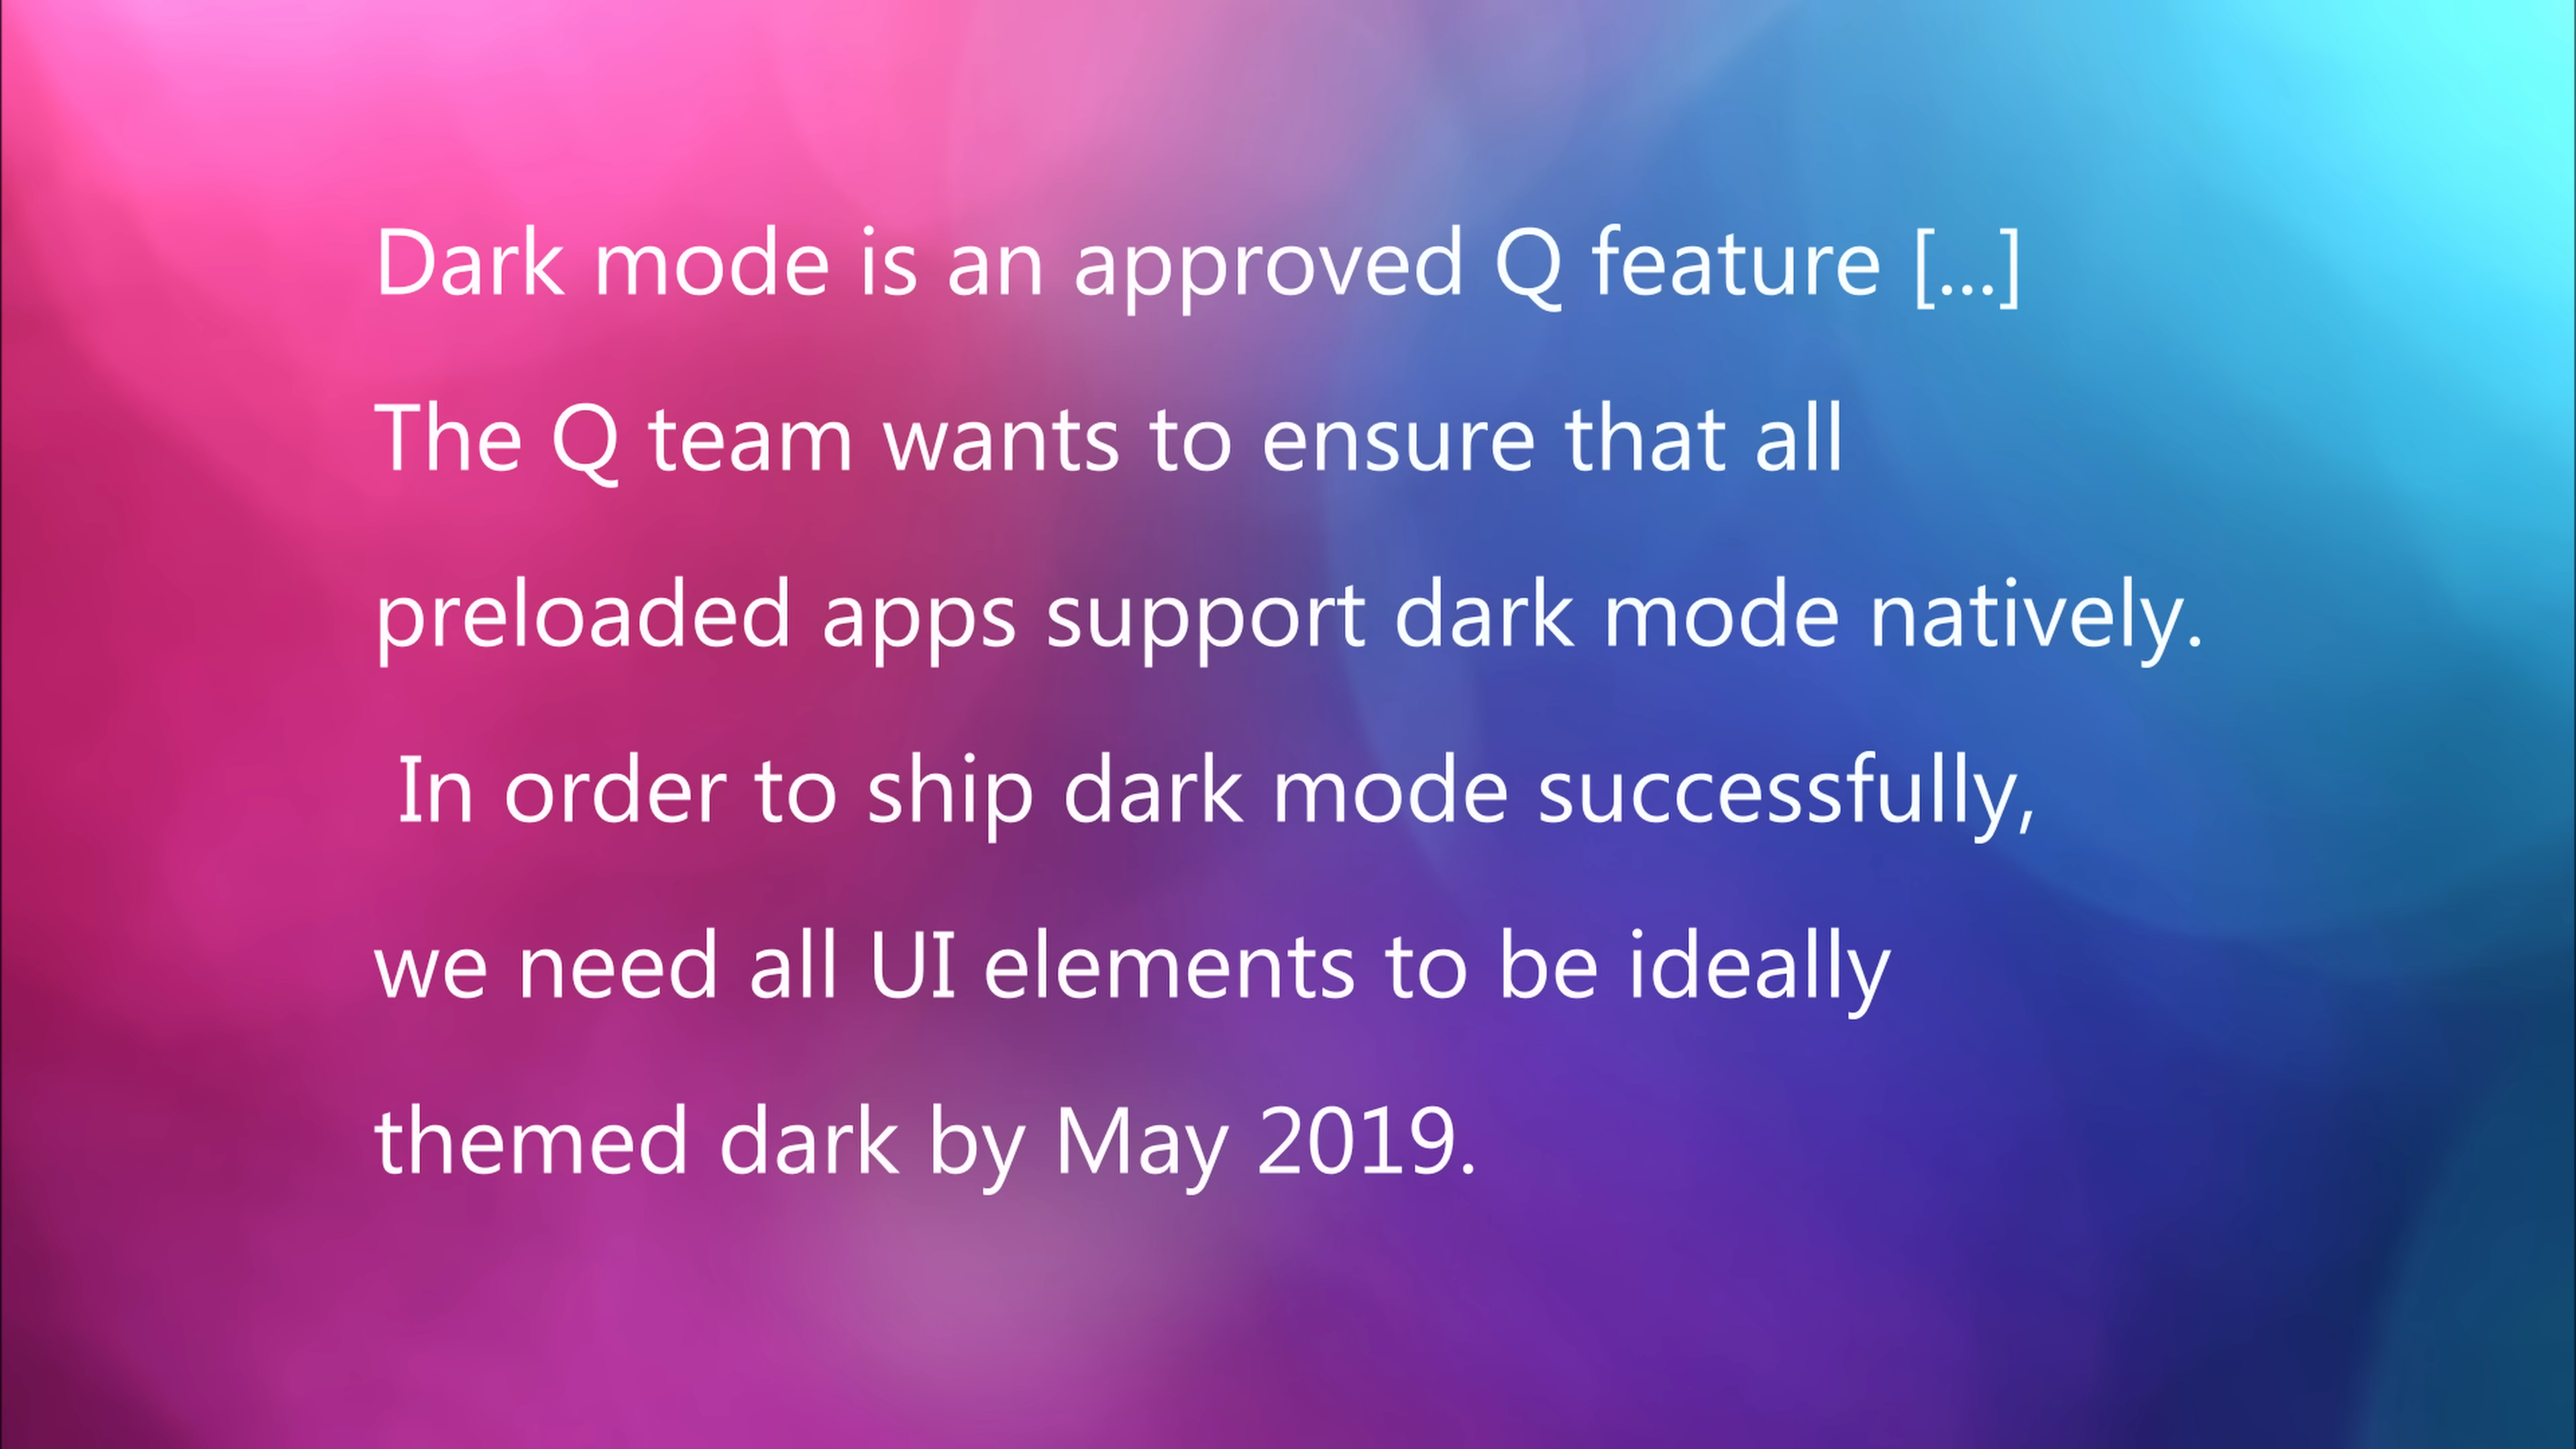 Dark mode is an approved Q feature [...]
The Q team wants to ensure that all
preloaded apps support dark mode natively.
In order to ship dark mode successfully,
we need all UI elements to be ideally
themed dark by May 2019.